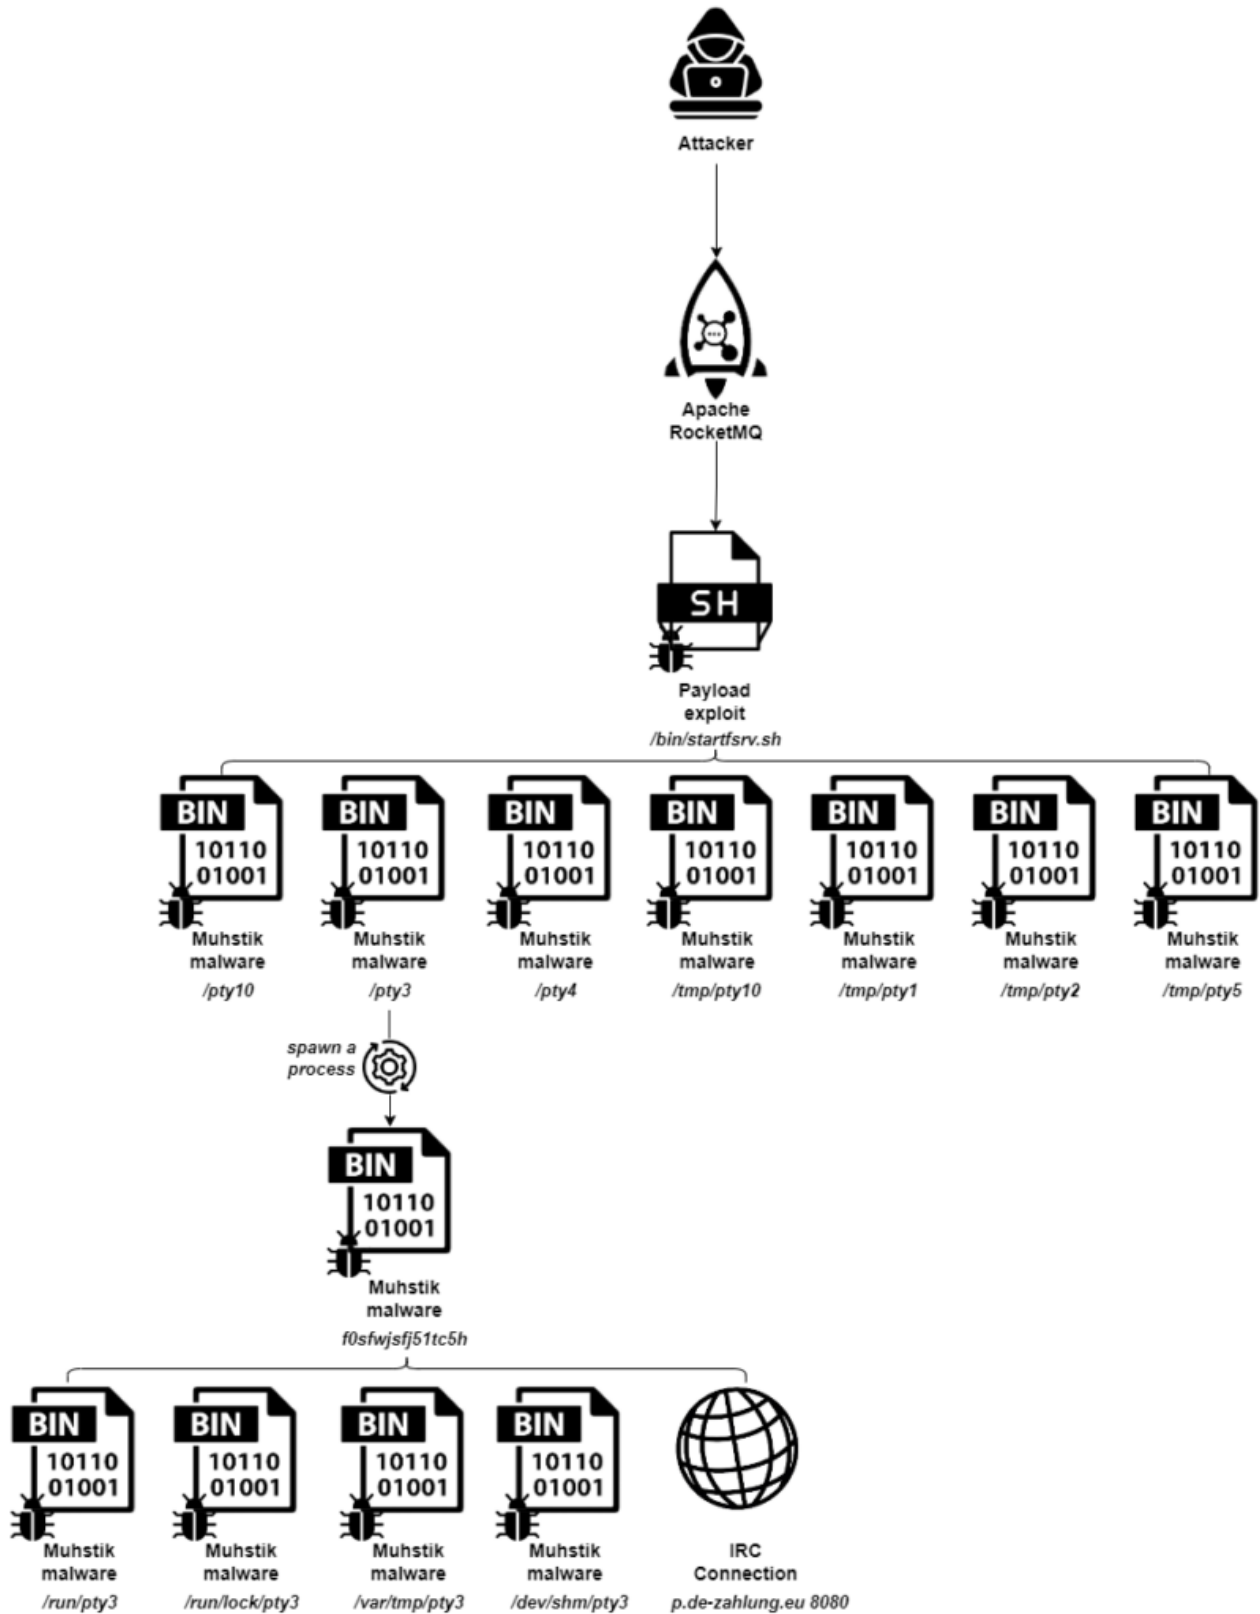 Attacker
Apache
RocketMQ
SH
Payload
exploit
/bin/startfsrv.sh
BIN
10110
01001
Muhstik
malware
/pty10
BIN
10110
01001
Muhstik
malware
/pty3
BIN
10110
01001
Muhstik
malware
/pty4
BIN
10110
01001
Muhstik
malware
/tmp/pty10
BIN
10110
01001
Muhstik
malware
/tmp/pty1
BIN
10110
01001
Muhstik
malware
/tmp/pty2
BIN
10110
01001
Muhstik
malware
/tmp/pty5
spawn a
process
BIN
10110
01001
Muhstik
malware
f0sfwjsfj51tc5h
BIN
10110
01001
Muhstik
malware
/run/pty3
BIN
10110
01001
Muhstik
malware
/run/lock/pty3
BIN
10110
01001
Muhstik
malware
/var/tmp/pty3
BIN
10110
01001
Muhstik
malware
/dev/shm/pty3
IRC
Connection
p.de-zahlung.eu 8080